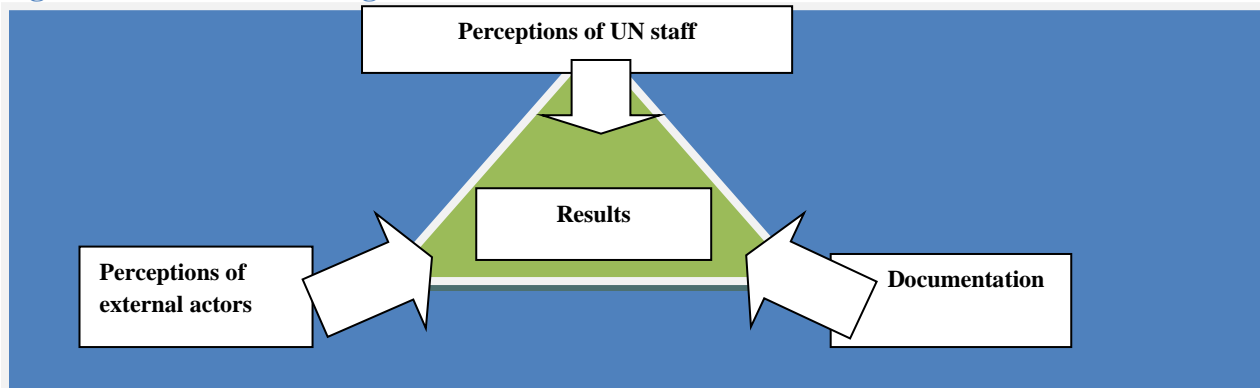 Perceptions of UN staff
Results
Perceptions of
external actors
Documentation